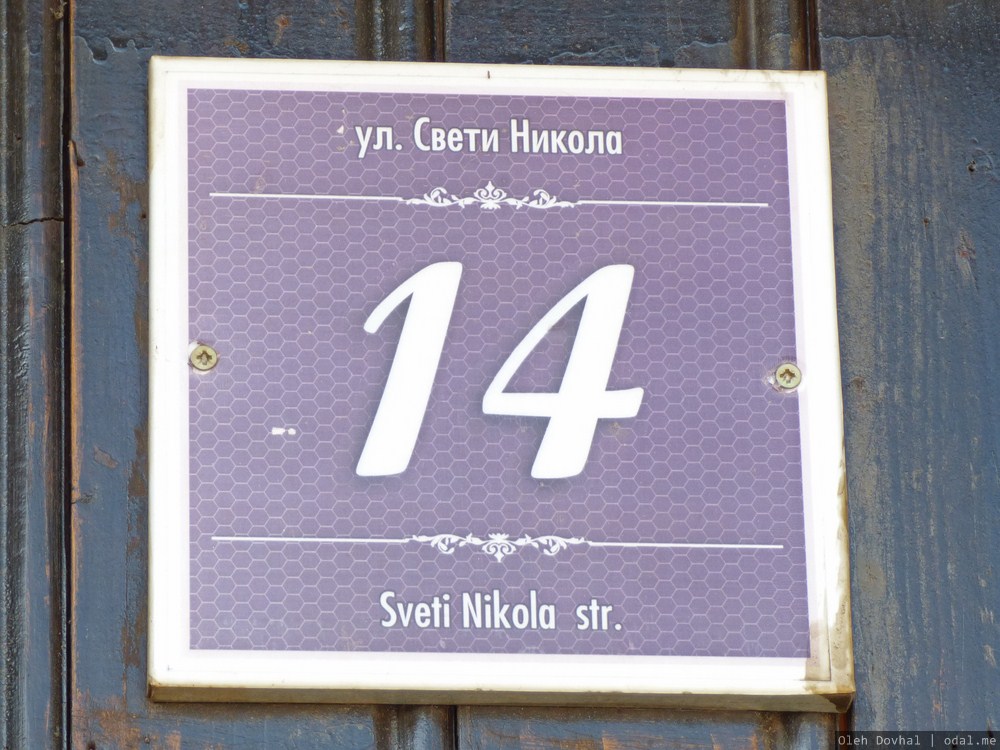 ул. Свети Никола
14
Sveti Nikola str.
Oleh Dovhal | odal.me